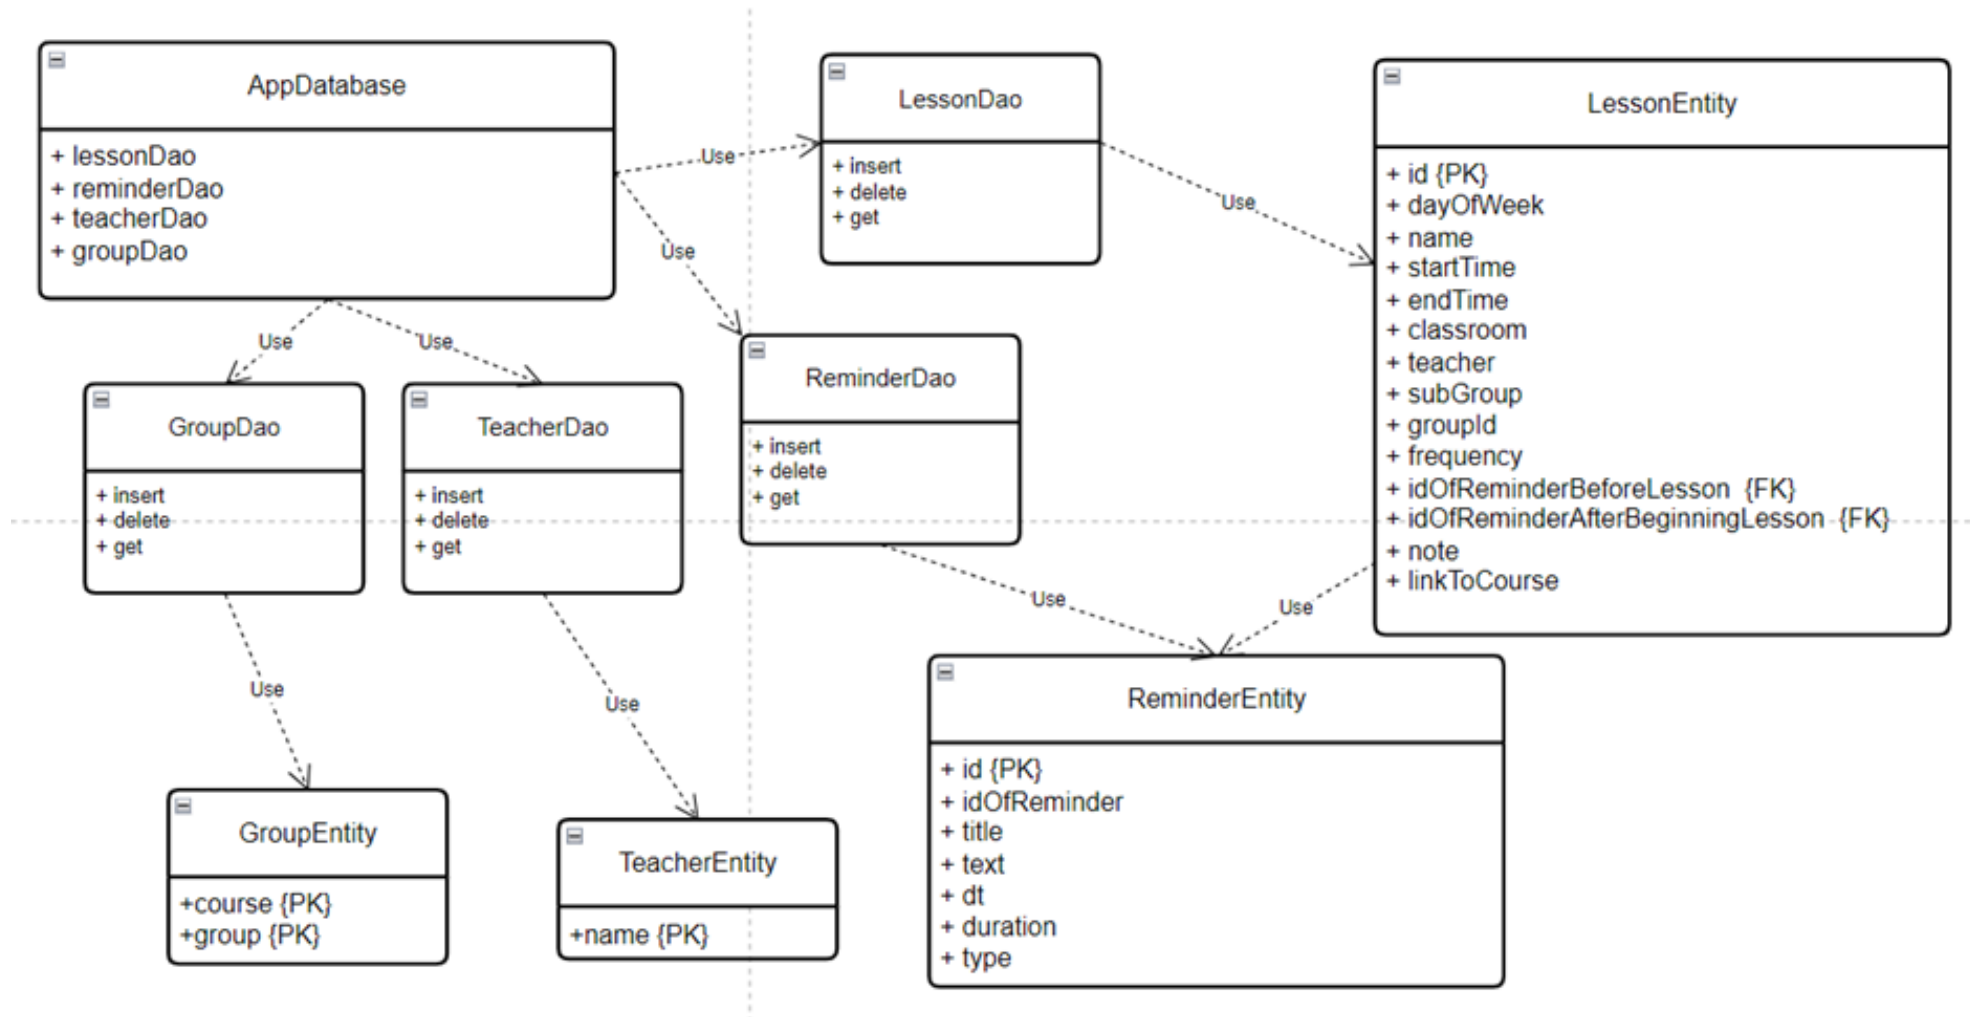 AppDatabase
+ lessonDao
+ reminderDao
+ teacherDao
+ groupDao
Use
Use
Use
Use
LessonDao
+ insert
+ delete
+ get
Use
LessonEntity
+ id {PK}
+ dayOfWeek
+ name
+ startTime
+ endTime
+ classroom
+ teacher
+ subGroup
+ groupId
+ frequency
+ idOfReminderBeforeLesson {FK}
+ idOfReminderAfterBeginningLesson {FK}
+ note
+ linkToCourse
GroupDao
+ insert
+ delete
+ get
TeacherDao
+ insert
+ delete
+ get
ReminderDao
+ insert
+ delete
+ get
Use
Use
Use
Use
GroupEntity
+course {PK}
+group {PK}
TeacherEntity
+name {PK}
ReminderEntity
+ id {PK}
+ idOfReminder
+ title
+ text
+ dt
+ duration
+ type